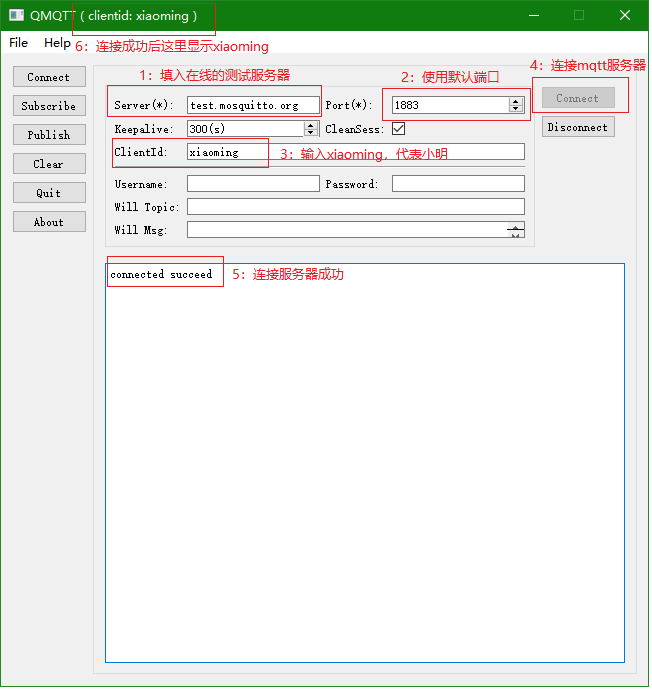 QMQTT ( clientid: xiaoming )
File Help
6：连接成功后这里显示xiaoming
4：连接mqtt服务器
1：填入在线的测试服务器
2：使用默认端口
Connect
Server(*): test.mosquitto.org Port(*): 1883
Connect
Subscribe
Keepalive: 300(s) CleanSess:
Disconnect
Publish
ClientId: xiaoming
3：输入xiaoming，代表小明
Clear
Quit
Username: Password:
Will Topic:
About
Will Msg:
connected succeed
5：连接服务器成功